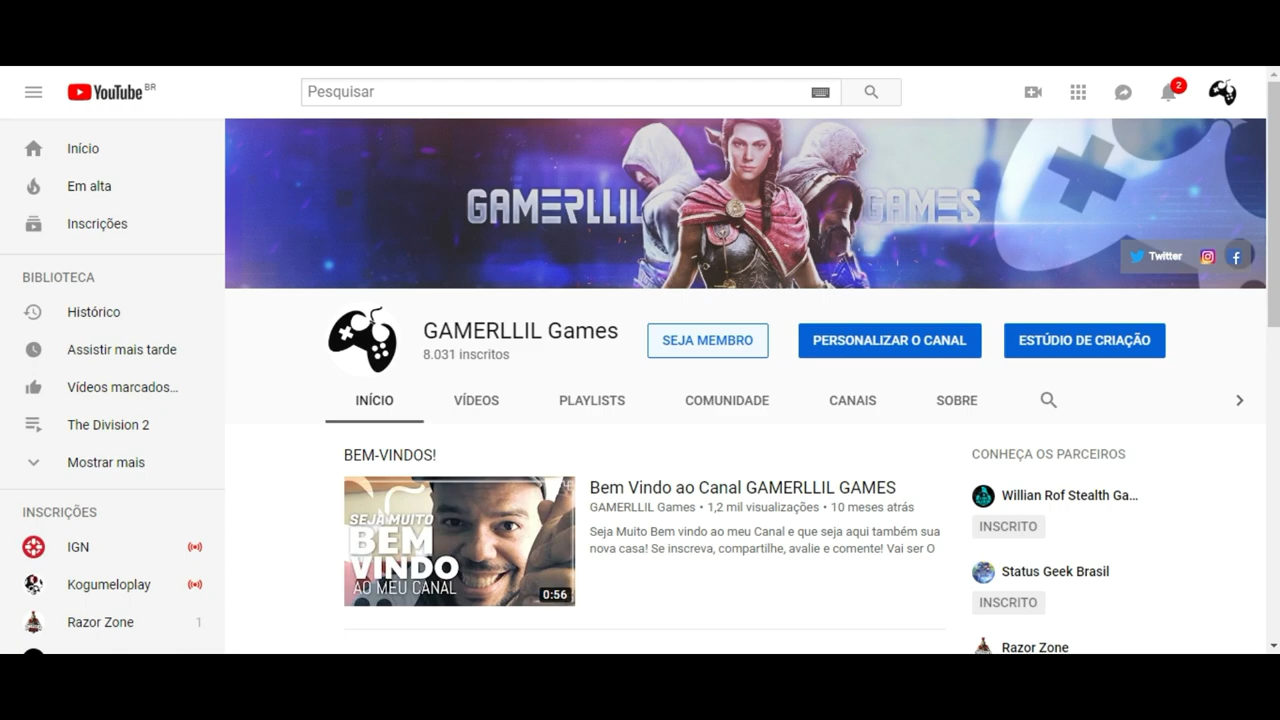 YouTube BR
Pesquisar
2
Início
Em alta
Inscrições
BIBLIOTECA
Histórico
Assistir mais tarde
Vídeos marcados...
The Division 2
Mostrar mais
INSCRIÇÕES
IGN
Kogumeloplay
Razor Zone 1
GAMERLLIL GAMES
Twitter
GAMERLLIL Games
8.031 inscritos
SEJA MEMBRO
PERSONALIZAR O CANAL
ESTÚDIO DE CRIAÇÃO
INÍCIO VÍDEOS PLAYLISTS COMUNIDADE CANAIS SOBRE
BEM-VINDOS!
SEJA MUITO
BEM
VINDO
AO MEU CANAL
0:56
Bem Vindo ao Canal GAMERLLIL GAMES
GAMERLLIL Games • 1,2 mil visualizações • 10 meses atrás
Seja Muito Bem vindo ao meu Canal e que seja aqui também sua
nova casa! Se inscreva, compartilhe, avalie e comente! Vai ser O
CONHEÇA OS PARCEIROS
Willian Rof Stealth Ga...
INSCRITO
Status Geek Brasil
INSCRITO
Razor Zone